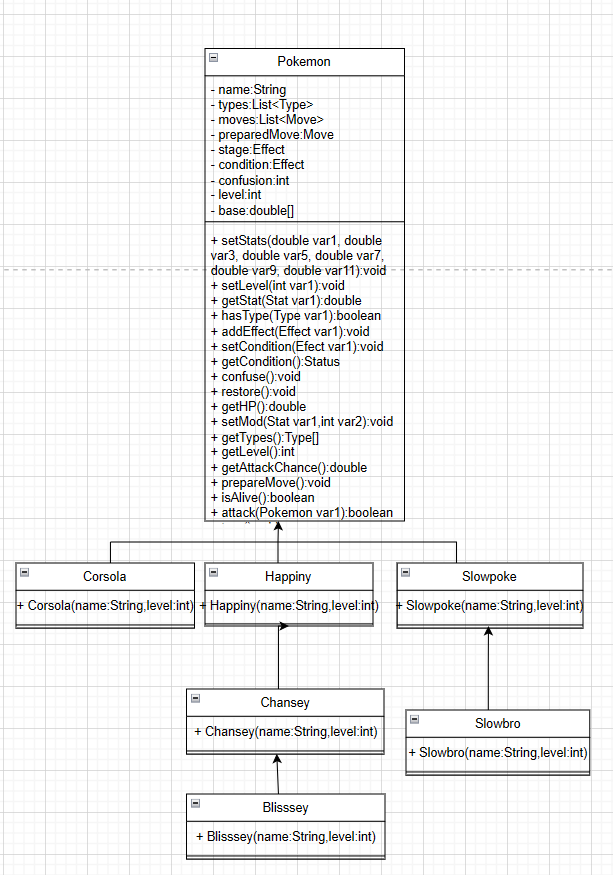 Pokemon
- name:String
- types:List<Type>
- moves:List<Move>
- preparedMove:Move
- stage:Effect
- condition:Effect
- confusion:int
- level:int
- base:double[]
+ setStats(double var1, double
var3, double var5, double var7,
double var9, double var11):void
+ setLevel(int var1):void
+ getStat(Stat var1):double
+ hasType(Type var1):boolean
+ addEffect(Effect var1):void
+ setCondition(Efect var1):void
+ getCondition():Status
+ confuse():void
+ restore():void
+ getHP():double
+ setMod(Stat var1,int var2):void
+ getTypes():Type[]
+ getLevel():int
+ getAttackChance():double
+ prepareMove():void
+ isAlive():boolean
+ attack(Pokemon var1):boolean
Corsola
+ Corsola(name:String,level:int)
Happiny
+ Happiny(name:String,level:int)
Slowpoke
+ Slowpoke(name:String,level:int)
Chansey
+ Chansey(name:String,level:int)
Slowbro
+ Slowbro(name:String,level:int)
Blisssey
+ Blisssey(name:String,level:int)